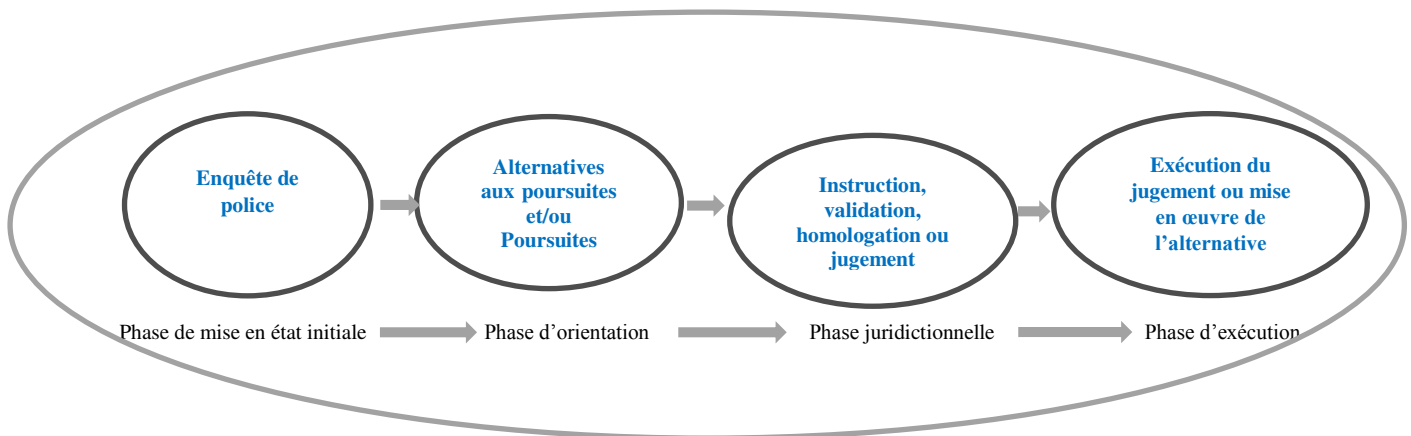 Enquête de
police
Alternatives
aux poursuites
et/ou
Poursuites
Instruction,
validation,
homologation ou
jugement
Exécution du
jugement ou mise
en œuvre de
l’alternative
Phase de mise en état initiale
Phase d’orientation
Phase juridictionnelle
Phase d’exécution